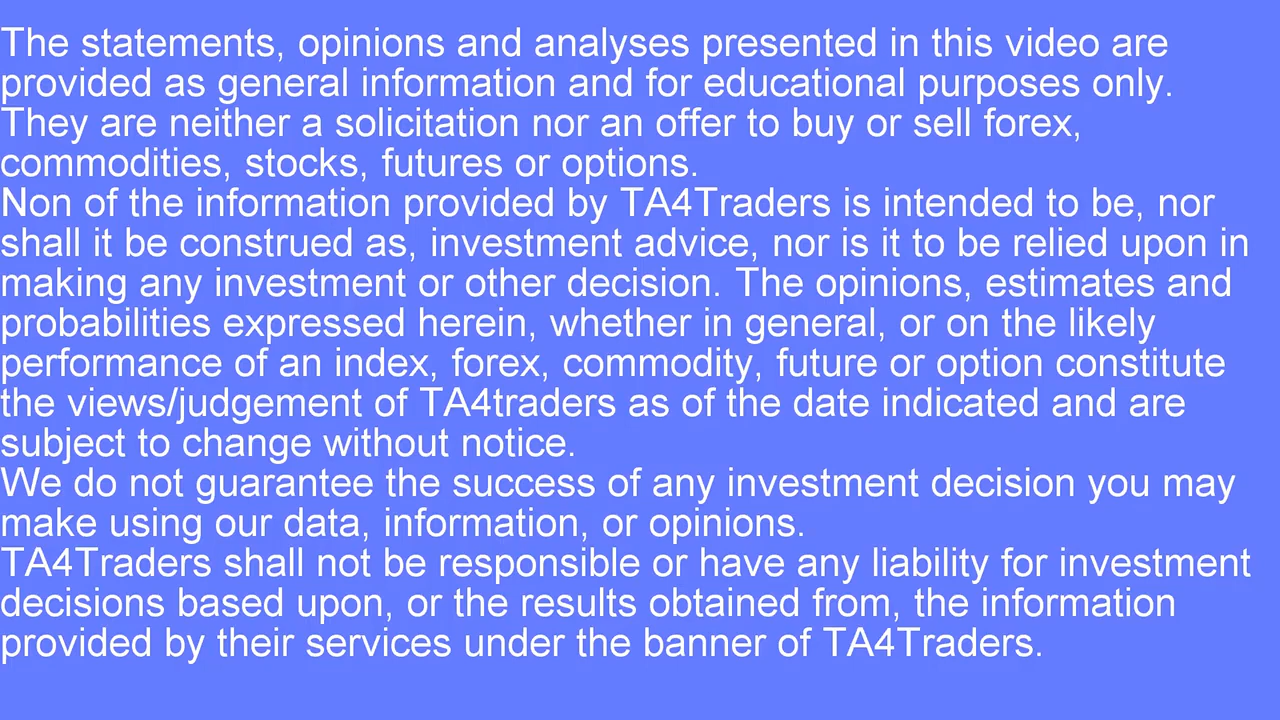 The statements, opinions and analyses presented in this video are
provided as general information and for educational purposes only.
They are neither a solicitation nor an offer to buy or sell forex,
commodities, stocks, futures or options.
Non of the information provided by TA4Traders is intended to be, nor
shall it be construed as, investment advice, nor is it to be relied upon in
making any investment or other decision. The opinions, estimates and
probabilities expressed herein, whether in general, or on the likely
performance of an index, forex, commodity, future or option constitute
the views/judgement of TA4traders as of the date indicated and are
subject to change without notice.
We do not guarantee the success of any investment decision you may
make using our data, information, or opinions.
TA4Traders shall not be responsible or have any liability for investment
decisions based upon, or the results obtained from, the information
provided by their services under the banner of TA4Traders.